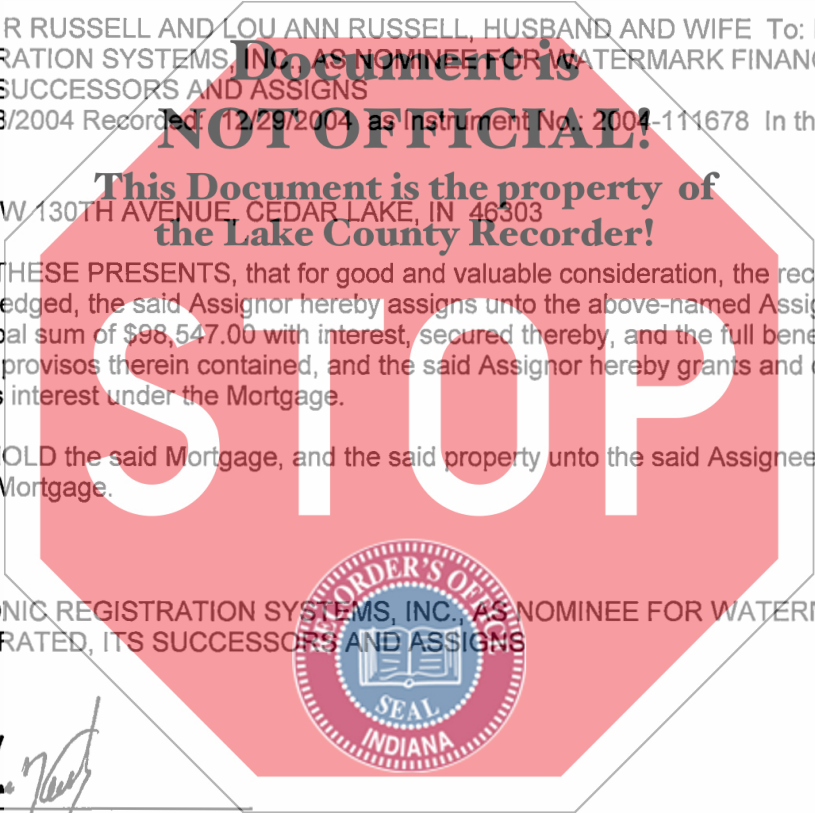 R RUSSELL AND LOU ANN RUSSELL, HUSBAND AND WIFE To:
RATION SYSTEMS, INC., AS NOMINEE FOR WATERMARK FINANC
SUCCESSORS AND ASSIGNS
/2004 Recorded: 12/29/2004 as Instrument No.: 2004-111678 In th
Document is
NOT OFFICIAL!
This Document is the property of
the Lake County Recorder!
W 130TH AVENUE, CEDAR LAKE, IN 46303
THESE PRESENTS, that for good and valuable consideration, the rec
edged, the said Assignor hereby assigns unto the above-named Assig
pal sum of $98,547.00 with interest, secured thereby, and the full bene
provisos therein contained, and the said Assignor hereby grants and
s interest under the Mortgage.
STOP
OLD the said Mortgage, and the said property unto the said Assignee
Mortgage.
NIC REGISTRATION SYSTEMS, INC., AS NOMINEE FOR WATERM
RATED, ITS SUCCESSORS AND ASSIGNS
RECORDER'S OFFICE
SEAL
INDIANA